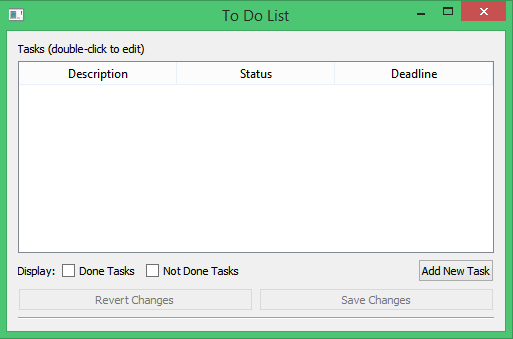 To Do List
Tasks (double-click to edit)
Description Status Deadline
Display: Done Tasks Not Done Tasks Add New Task
Revert Changes Save Changes